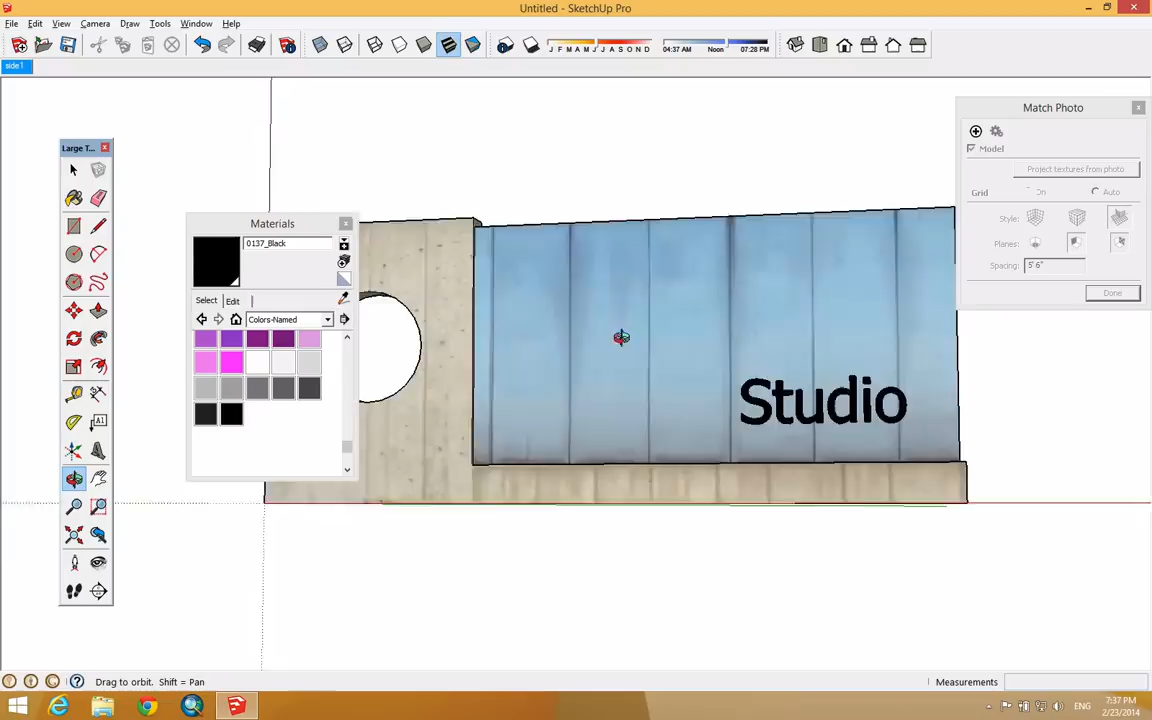 Untitled - SketchUp Pro
File Edit View Camera Draw Tools Window Help
J F M A M J J A S O N D 04:37 AM Noon 07:28 PM
side1
Large T...
A1
Materials
0137_Black
Select Edit
Colors-Named
Match Photo
Model
Project textures from photo
Grid On Auto
Style:
Planes:
Spacing: 5' 6"
Done
Studio
Drag to orbit. Shift = Pan
Measurements
ENG
7:37 PM
2/23/2014